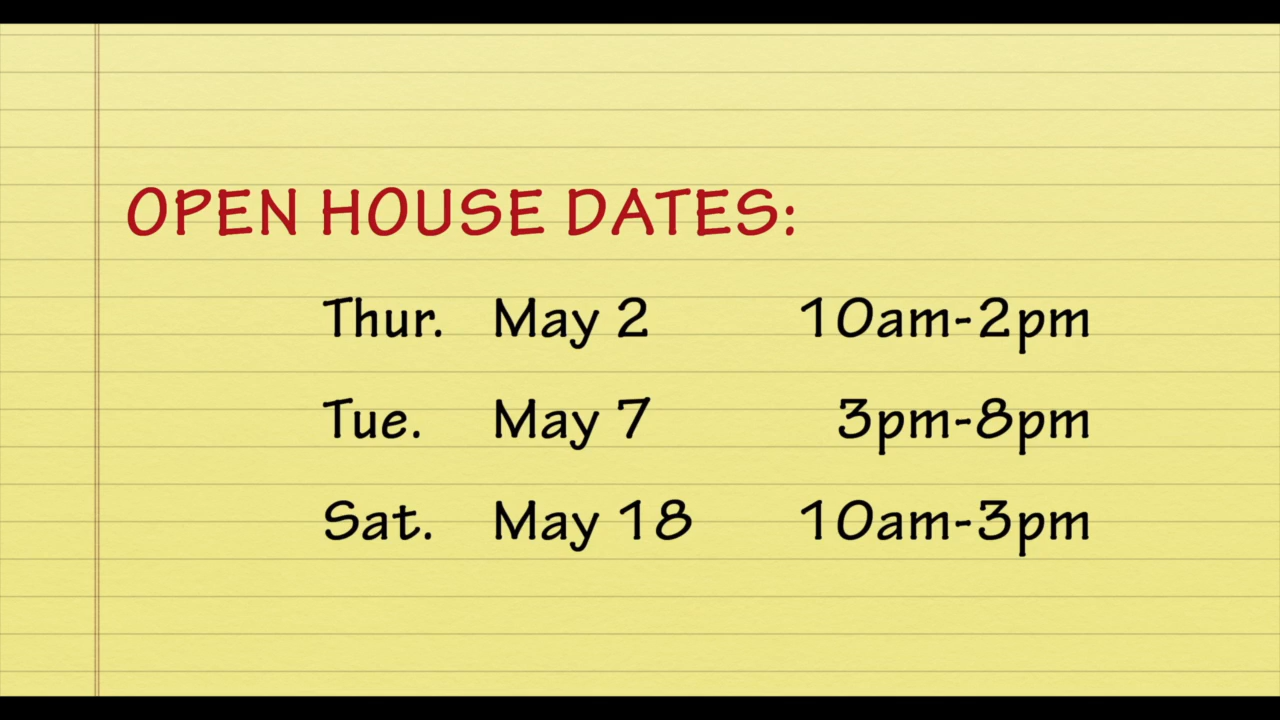 OPEN HOUSE DATES:
Thur. May 2 10am-2pm
Tue. May 7 3pm-8pm
Sat. May 18 10am-3pm